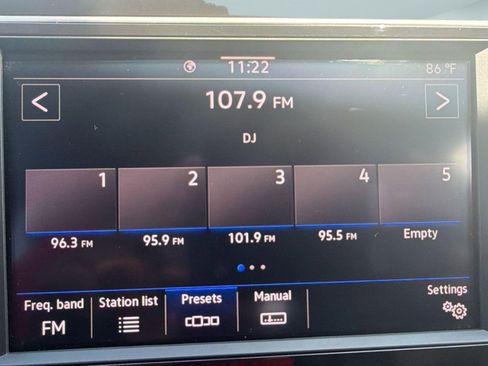 11:22 86 °F
107.9 FM
DJ
1 2 3 4 5
96.3 FM 95.9 FM 101.9 FM 95.5 FM Empty
Freq. band Station list Presets Manual Settings
FM